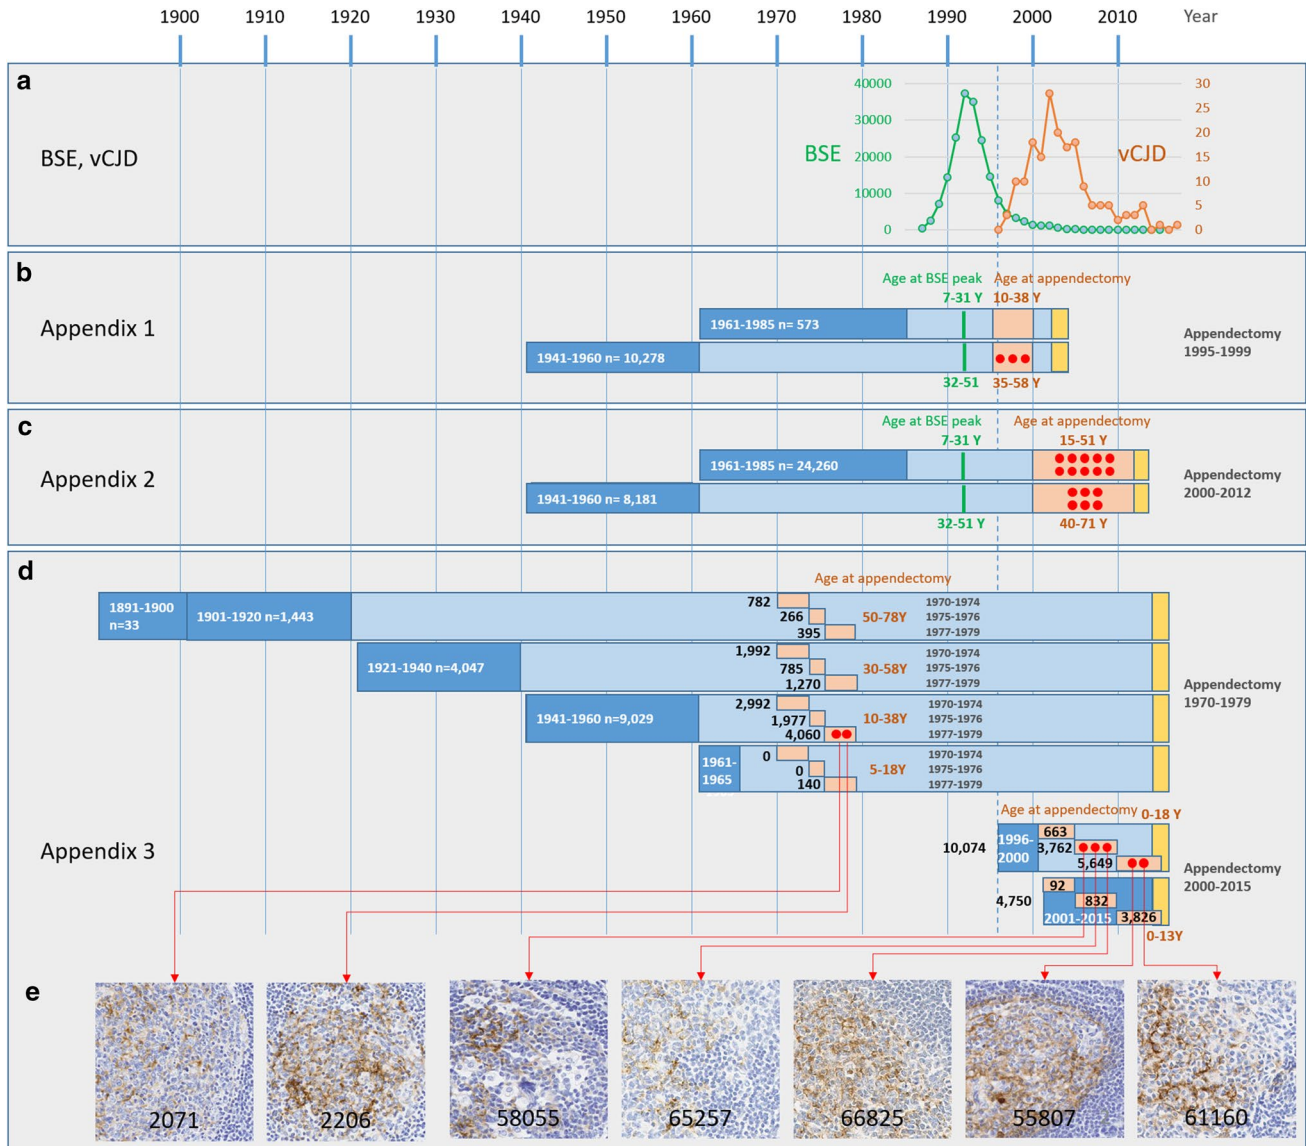 1900 1910 1920 1930 1940 1950 1960 1970 1980 1990 2000 2010 Year
a
BSE, vCJD
BSE
40000
30000
20000
10000
0
vCJD
30
25
20
15
10
5
0
b
Appendix 1
Age at BSE peak Age at appendectomy
7-31 Y 10-38 Y
1961-1985 n= 573
1941-1960 n= 10,278
32-51 35-58 Y
Appendectomy
1995-1999
c
Appendix 2
Age at BSE peak Age at appendectomy
7-31 Y 15-51 Y
1961-1985 n= 24,260
1941-1960 n= 8,181
32-51 Y 40-71 Y
Appendectomy
2000-2012
d
Age at appendectomy
1891-1900
n=33
1901-1920 n=1,443
782 1970-1974
266 50-78Y 1975-1976
395 1977-1979
1921-1940 n=4,047
1,992 1970-1974
785 30-58Y 1975-1976
1,270 1977-1979
1941-1960 n=9,029
2,992 1970-1974
1,977 10-38Y 1975-1976
4,060 1977-1979
1961-
1965
0 1970-1974
0 5-18Y 1975-1976
140 1977-1979
Appendectomy
1970-1979
Appendix 3
Age at appendectomy 0-18 Y
10,074
1996-
2000
663
3,762
5,649
Appendectomy
2000-2015
4,750
92
832
2001-2015 3,826
0-13Y
e
2071 2206 58055 65257 66825 55807 61160